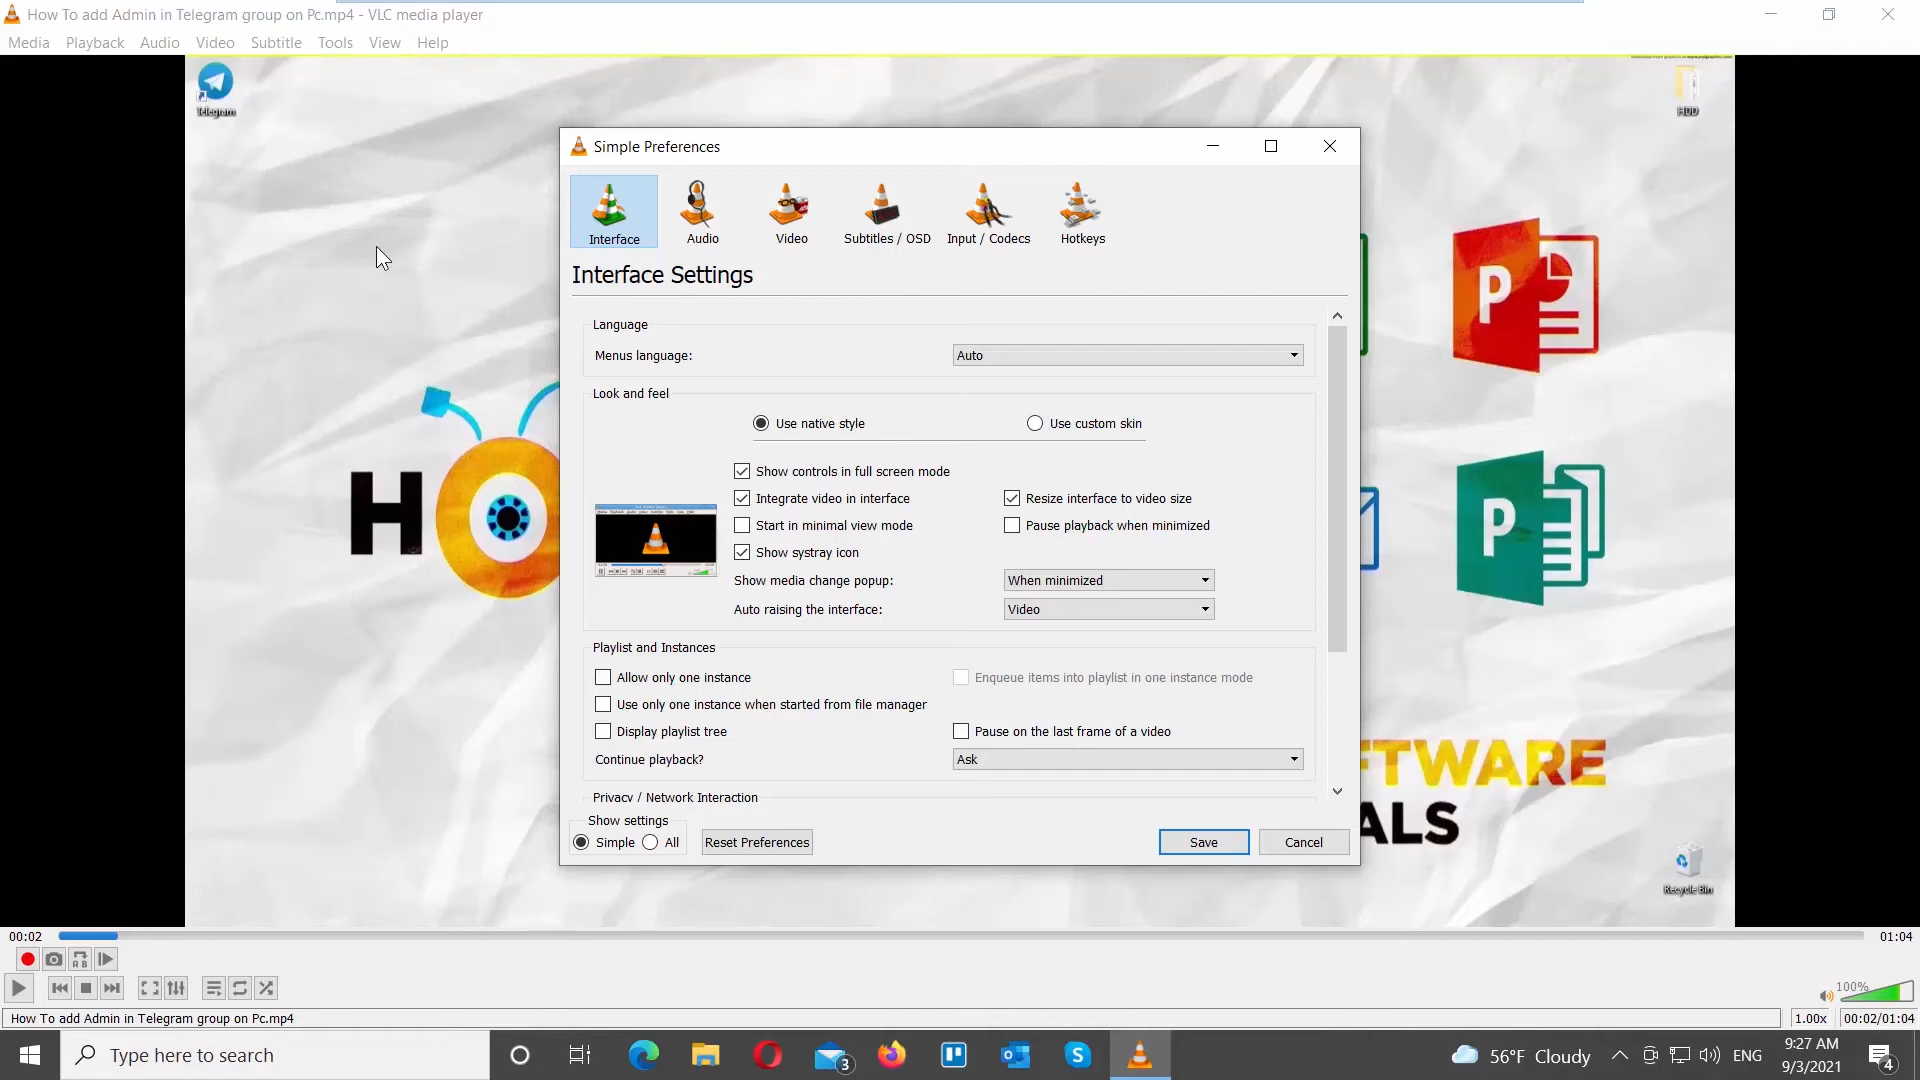 How To add Admin in Telegram group on Pc.mp4 - VLC media player
Media Playback Audio Video Subtitle Tools View Help
Telegram
HDD
Simple Preferences
Interface Audio Video Subtitles / OSD Input / Codecs Hotkeys
Interface Settings
Language
Menus language: Auto
Look and feel
Use native style Use custom skin
Show controls in full screen mode
Integrate video in interface Resize interface to video size
Start in minimal view mode Pause playback when minimized
Show systray icon
Show media change popup: When minimized
Auto raising the interface: Video
Playlist and Instances
Allow only one instance Enqueue items into playlist in one instance mode
Use only one instance when started from file manager
Display playlist tree Pause on the last frame of a video
Continue playback? Ask
Privacy / Network Interaction
Show settings
Simple All Reset Preferences Save Cancel
H
P
P
FTWARE
ALS
Recycle Bin
00:02 01:04
100%
How To add Admin in Telegram group on Pc.mp4 1.00x 00:02/01:04
Type here to search 3 56°F Cloudy ENG 9:27 AM
9/3/2021 4